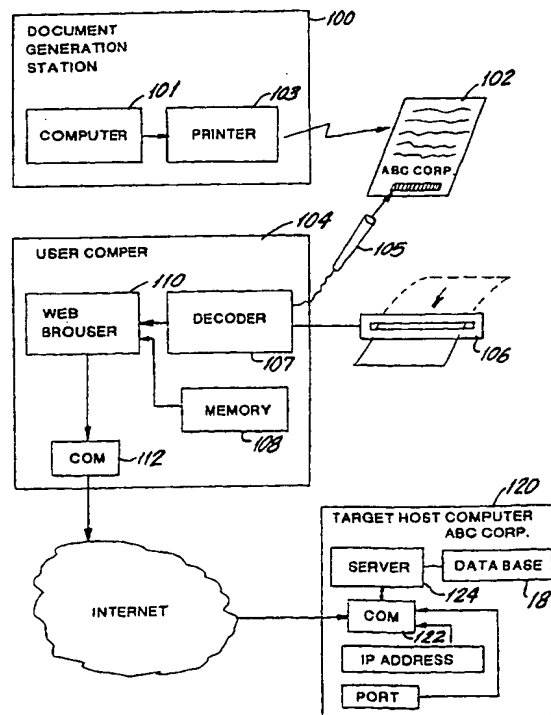 100
DOCUMENT
GENERATION
STATION
101
103
102
COMPUTER
PRINTER
ABC CORP.
104
105
USER COMPER
110
WEB
BROUSER
DECODER
107
106
MEMORY
108
COM
112
120
TARGET HOST COMPUTER
ABC CORP.
SERVER
DATA BASE
124
18
INTERNET
COM
122
IP ADDRESS
PORT